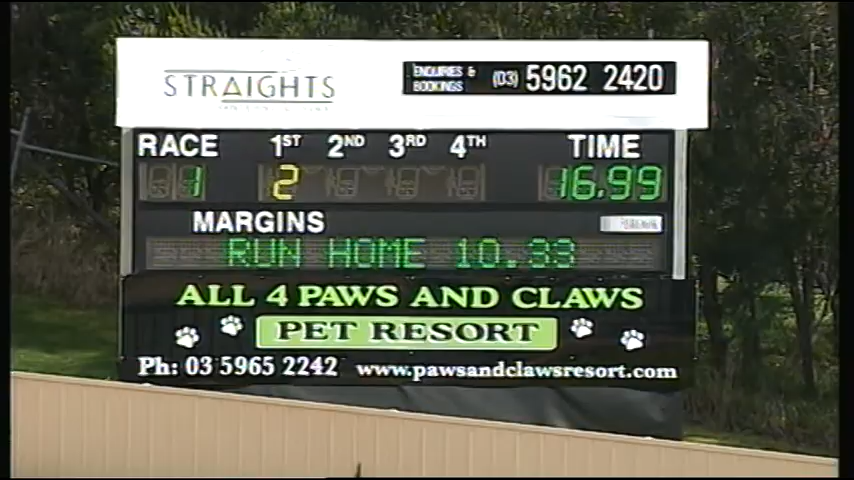 STRAIGHTS
ENQUIRIES & BOOKINGS (03) 5962 2420
RACE 1ST 2ND 3RD 4TH TIME
1 2 16.99
MARGINS
RUN HOME 10.33
ALL 4 PAWS AND CLAWS
PET RESORT
Ph: 03 5965 2242 www.pawsandclawsresort.com